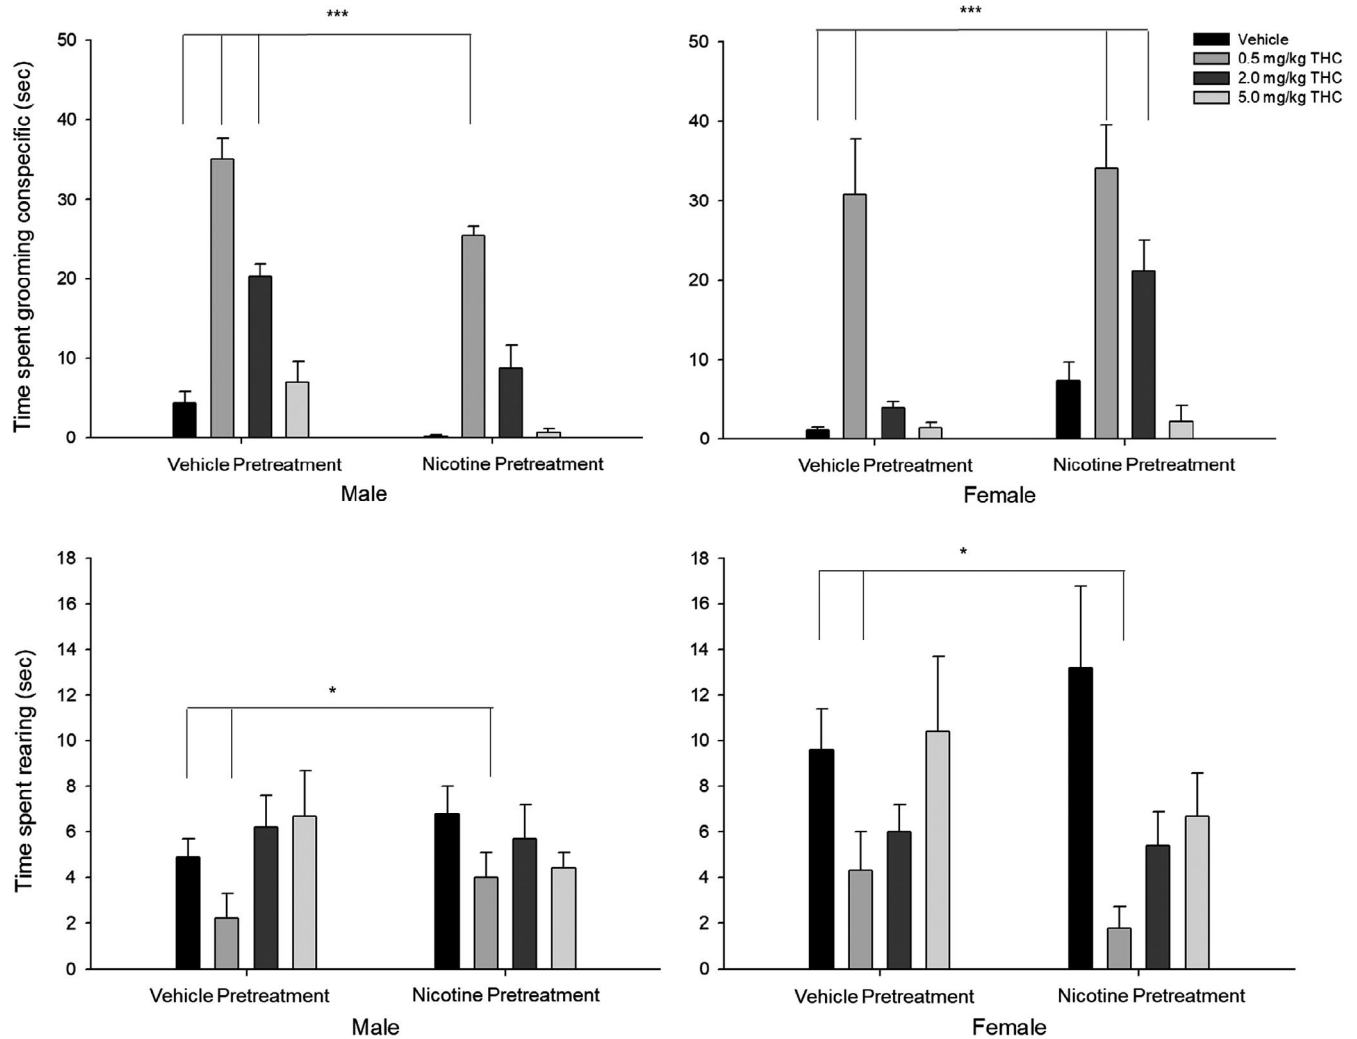 ***
50
40
30
20
10
0
Time spent grooming conspecific (sec)
Vehicle Pretreatment
Nicotine Pretreatment
Male
***
50
40
30
20
10
0
Vehicle Pretreatment
Nicotine Pretreatment
Female
Vehicle
0.5 mg/kg THC
2.0 mg/kg THC
5.0 mg/kg THC
18
16
14
12
10
8
6
4
2
0
Time spent rearing (sec)
*
Vehicle Pretreatment
Nicotine Pretreatment
Male
18
16
14
12
10
8
6
4
2
0
*
Vehicle Pretreatment
Nicotine Pretreatment
Female